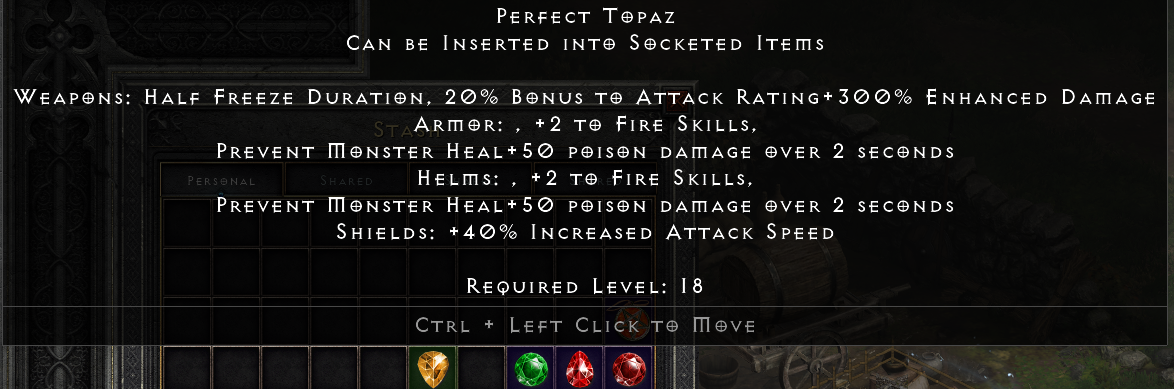 Perfect Topaz
Can be Inserted into Socketed Items
Weapons: Half Freeze Duration, 20% Bonus to Attack Rating+300% Enhanced Damage
Stash
Armor: , +2 to Fire Skills,
Prevent Monster Heal+50 poison damage over 2 seconds
Personal Shared
Helms: , +2 to Fire Skills,
Prevent Monster Heal+50 poison damage over 2 seconds
Shields: +40% Increased Attack Speed
Required Level: 18
Ctrl + Left Click to Move